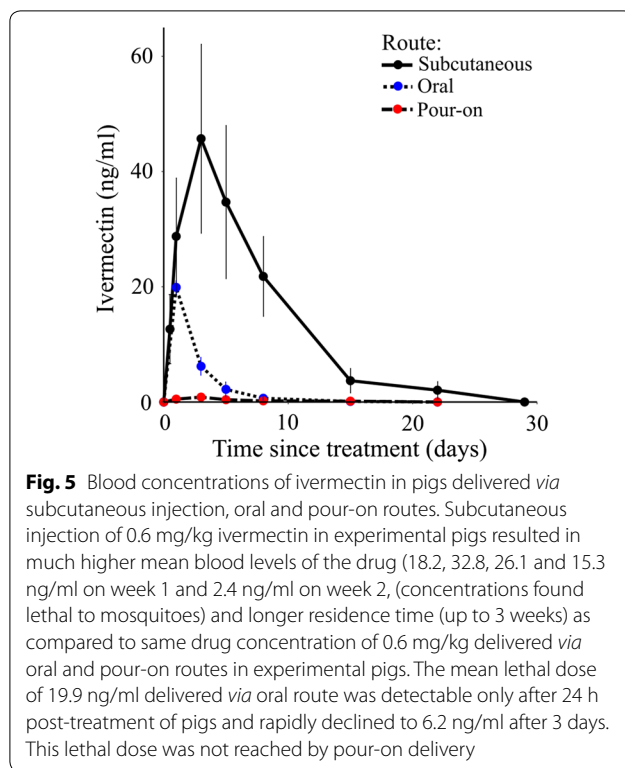 60
40
20
0
Ivermectin (ng/ml)
Route:
Subcutaneous
Oral
Pour-on
0 10 20 30
Time since treatment (days)
Fig. 5 Blood concentrations of ivermectin in pigs delivered via
subcutaneous injection, oral and pour-on routes. Subcutaneous
injection of 0.6 mg/kg ivermectin in experimental pigs resulted in
much higher mean blood levels of the drug (18.2, 32.8, 26.1 and 15.3
ng/ml on week 1 and 2.4 ng/ml on week 2, (concentrations found
lethal to mosquitoes) and longer residence time (up to 3 weeks) as
compared to same drug concentration of 0.6 mg/kg delivered via
oral and pour-on routes in experimental pigs. The mean lethal dose
of 19.9 ng/ml delivered via oral route was detectable only after 24 h
post-treatment of pigs and rapidly declined to 6.2 ng/ml after 3 days.
This lethal dose was not reached by pour-on delivery